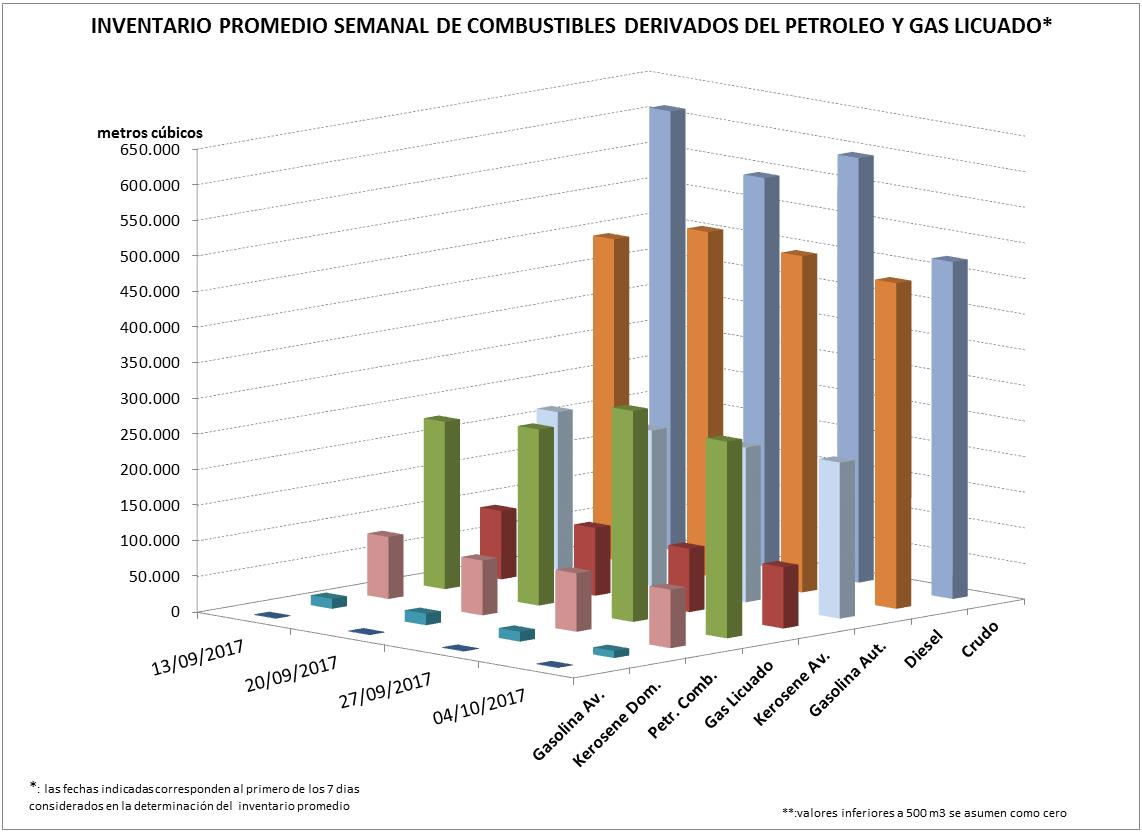 INVENTARIO PROMEDIO SEMANAL DE COMBUSTIBLES DERIVADOS DEL PETROLEO Y GAS LICUADO*
metros cúbicos
650.000
600.000
550.000
500.000
450.000
400.000
350.000
300.000
250.000
200.000
150.000
100.000
50.000
0
13/09/2017
20/09/2017
27/09/2017
04/10/2017
Gasolina Av.
Kerosene Dom.
Petr. Comb.
Gas Licuado
Kerosene Av.
Gasolina Aut.
Diesel
Crudo
*: las fechas indicadas corresponden al primero de los 7 dias
considerados en la determinación del inventario promedio
**:valores inferiores a 500 m3 se asumen como cero